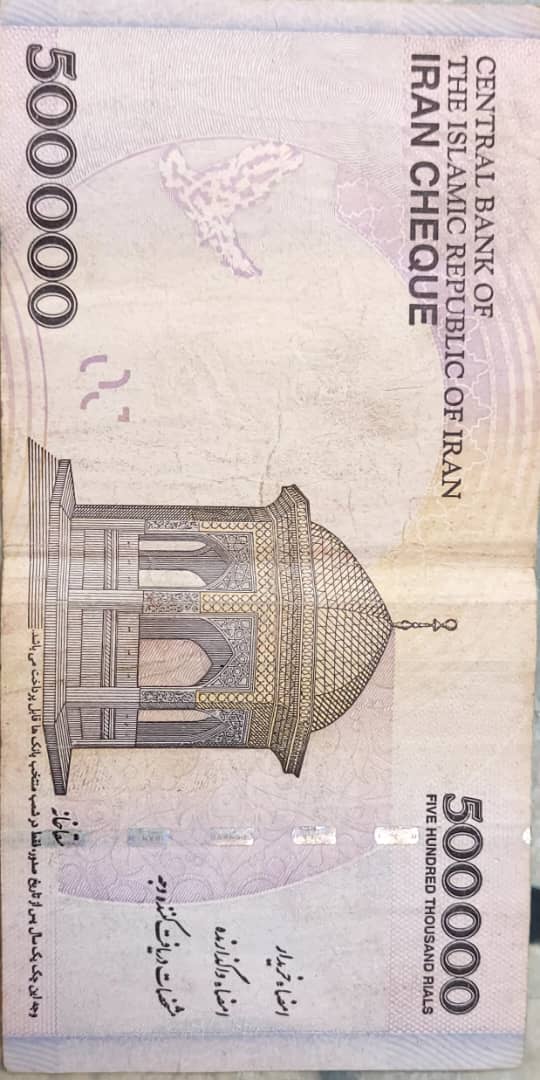 CENTRAL BANK OF
THE ISLAMIC REPUBLIC OF IRAN
IRAN CHEQUE
500000
FIVE HUNDRED THOUSAND RIALS
امضاء خریدار
امضاء واگذارنده
مشخصات دریافت کننده وجه
سقاخانه
500000
وجه این چک یک سال پس از تاریخ صدور، فقط در شعب منتخب بانک ها قابل پرداخت می باشد.